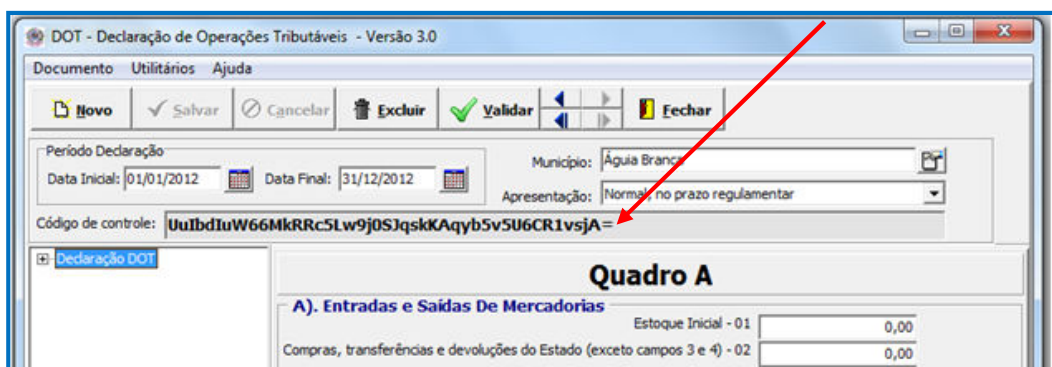 DOT - Declaração de Operações Tributáveis - Versão 3.0
Documento Utilitários Ajuda
Novo Salvar Cancelar Excluir Validar Fechar
Período Declaração
Data Inicial: 01/01/2012 Data Final: 31/12/2012
Município: Águia Branca
Apresentação: Normal, no prazo regulamentar
Código de controle: UuIbdIuW66MkRRc5Lw9j0SJqskKAqyb5v5U6CR1vsjA=
Declaração DOT
Quadro A
A). Entradas e Saídas De Mercadorias
Estoque Inicial - 01 0,00
Compras, transferências e devoluções do Estado (exceto campos 3 e 4) - 02 0,00